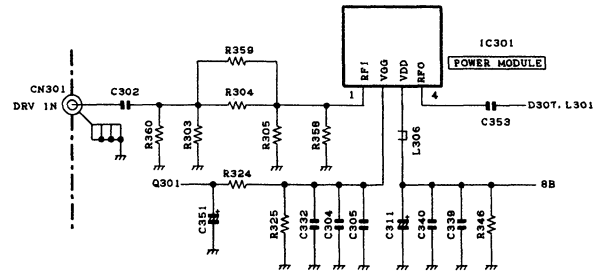 R359
IC301
POWER MODULE
CN301
C302
R304
RFI
VGG
VDD
RFO
1
4
DRV IN
D307, L301
C353
R360
R303
R305
R358
L306
Q301
R324
8B
C351
+
R325
C332
C304
C305
C311
+
C340
C339
R346